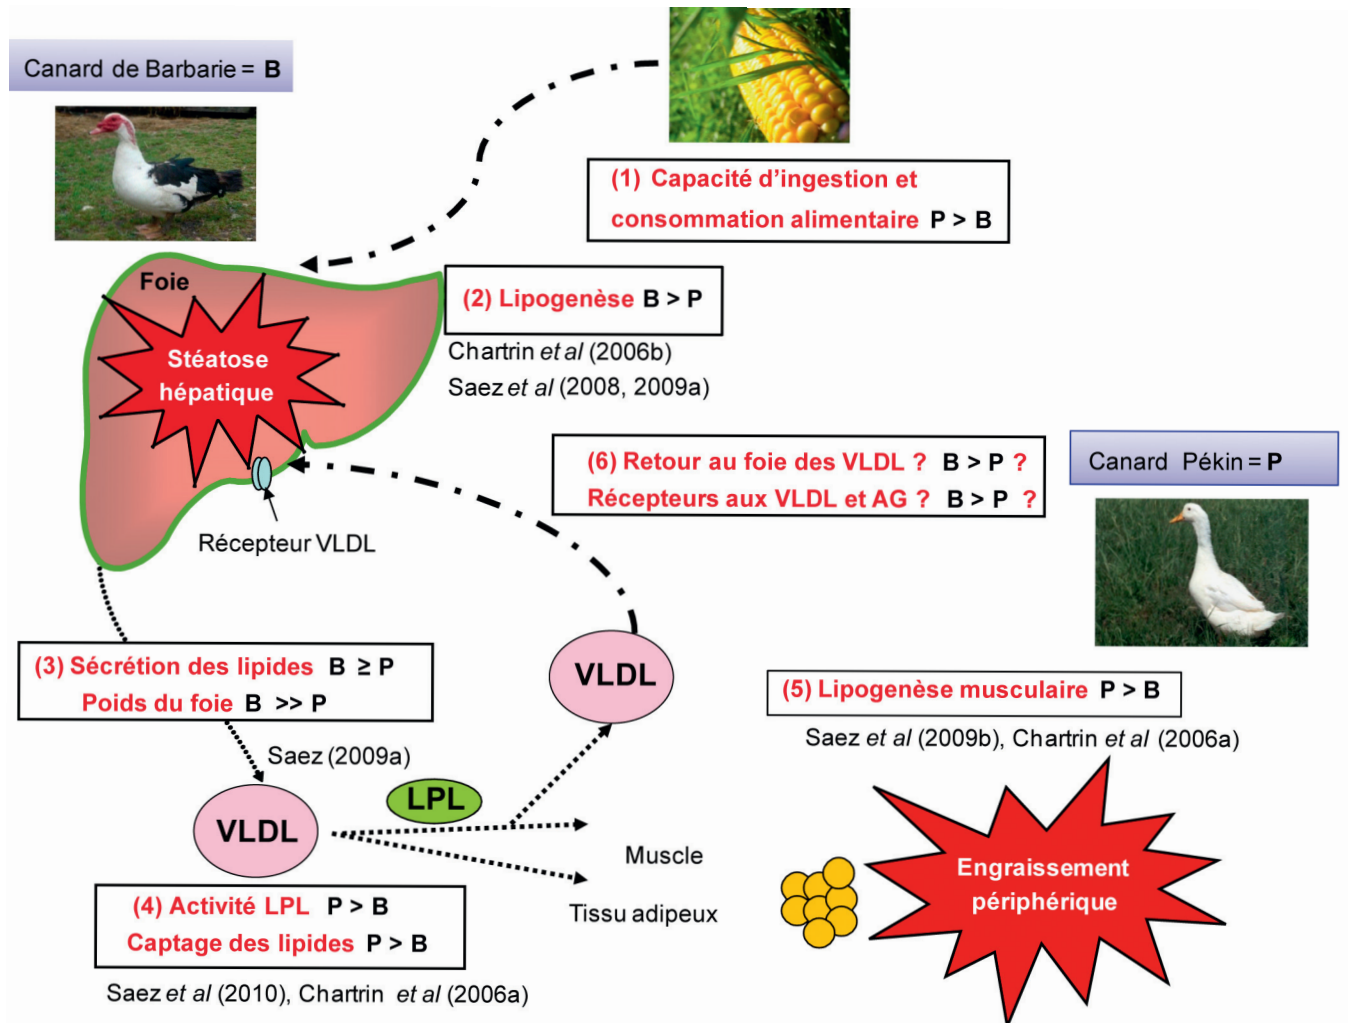 Canard de Barbarie = B
(1) Capacité d'ingestion et
consommation alimentaire P > B
Foie
(2) Lipogenèse B > P
Stéatose
hépatique
Chartrin et al (2006b)
Saez et al (2008, 2009a)
(6) Retour au foie des VLDL ? B > P ?
Récepteurs aux VLDL et AG ? B > P ?
Canard Pékin = P
Récepteur VLDL
(3) Sécrétion des lipides B ≥ P
Poids du foie B >> P
VLDL
(5) Lipogenèse musculaire P > B
Saez et al (2009b), Chartrin et al (2006a)
Saez (2009a)
LPL
VLDL
Muscle
Tissu adipeux
Engraissement
périphérique
(4) Activité LPL P > B
Captage des lipides P > B
Saez et al (2010), Chartrin et al (2006a)